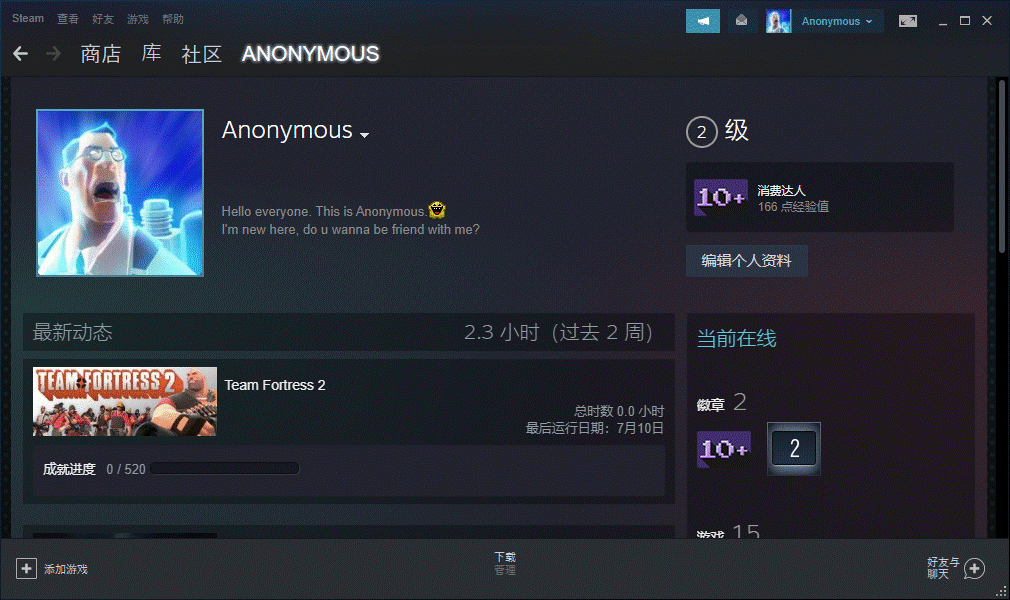 Steam 查看 好友 游戏 帮助
Anonymous
商店 库 社区 ANONYMOUS
Anonymous
Hello everyone. This is Anonymous.
I'm new here, do u wanna be friend with me?
2 级
10+
消费达人
166 点经验值
编辑个人资料
最新动态 2.3 小时（过去 2 周）
TEAM FORTRESS 2
Team Fortress 2
总时数 0.0 小时
最后运行日期：7月10日
成就进度 0 / 520
当前在线
徽章 2
10+ 2
游戏 15
添加游戏
下载
管理
好友与
聊天